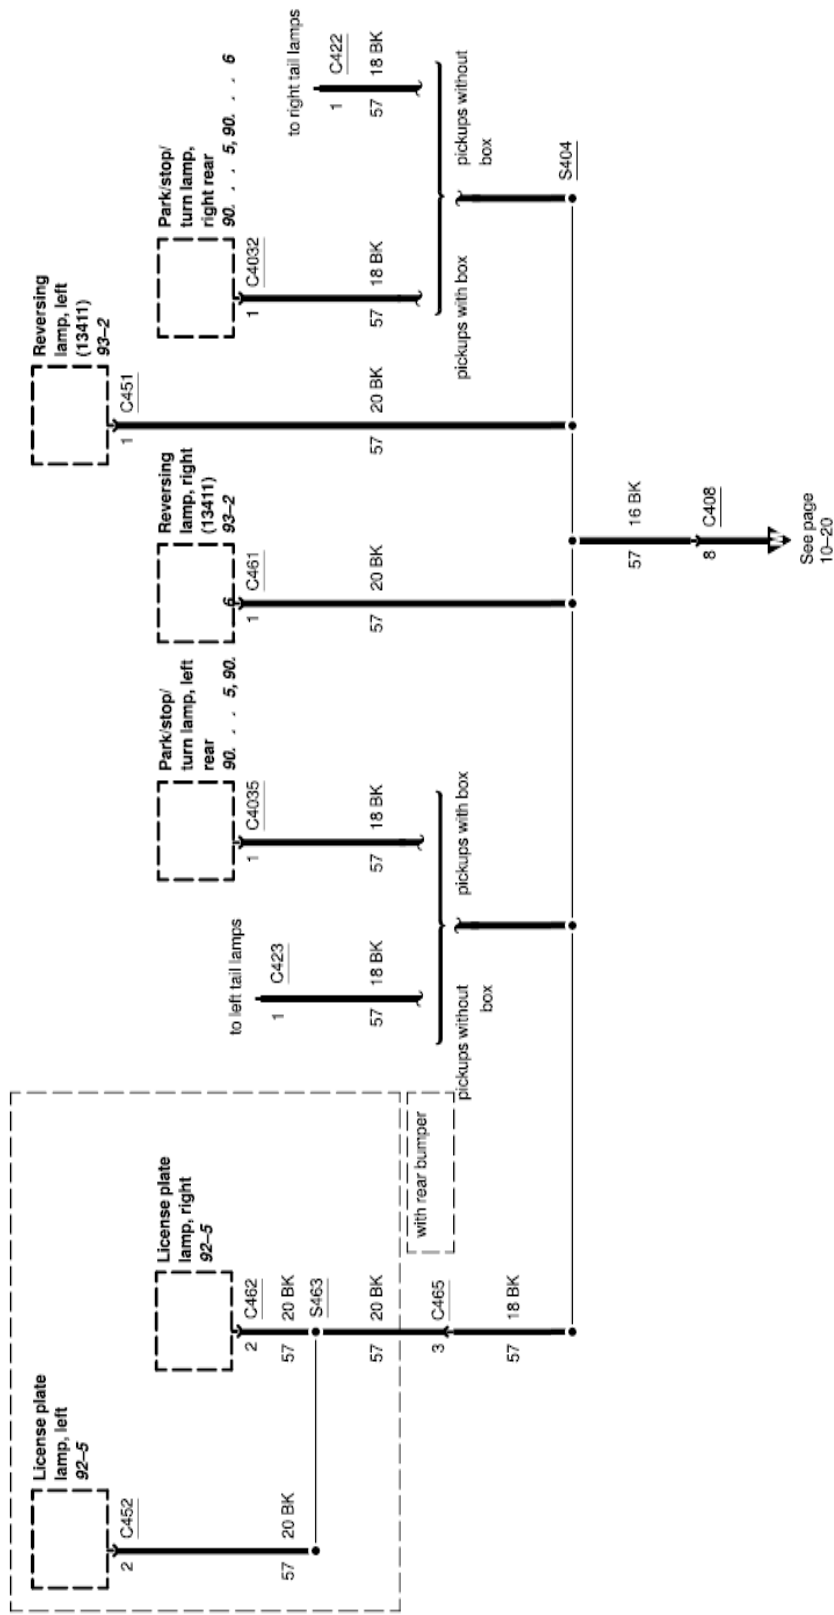 License plate
lamp, left
92–5
C452
2
20 BK
57
License plate
lamp, right
92–5
C462
2
20 BK
57
S463
20 BK
57
with rear bumper
C465
3
18 BK
57
to left tail lamps
C423
1
18 BK
57
pickups without
box
Park/stop/
turn lamp, left
rear
90. . . 5, 90.
C4035
1
18 BK
57
pickups with box
Reversing
lamp, right
(13411)
93–2
6
C461
1
20 BK
57
Reversing
lamp, left
(13411)
93–2
C451
1
20 BK
57
Park/stop/
turn lamp,
right rear
90. . . 5, 90. . . 6
C4032
1
18 BK
57
pickups with box
to right tail lamps
C422
1
18 BK
57
pickups without
box
S404
16 BK
57
C408
8
W
See page
10–20